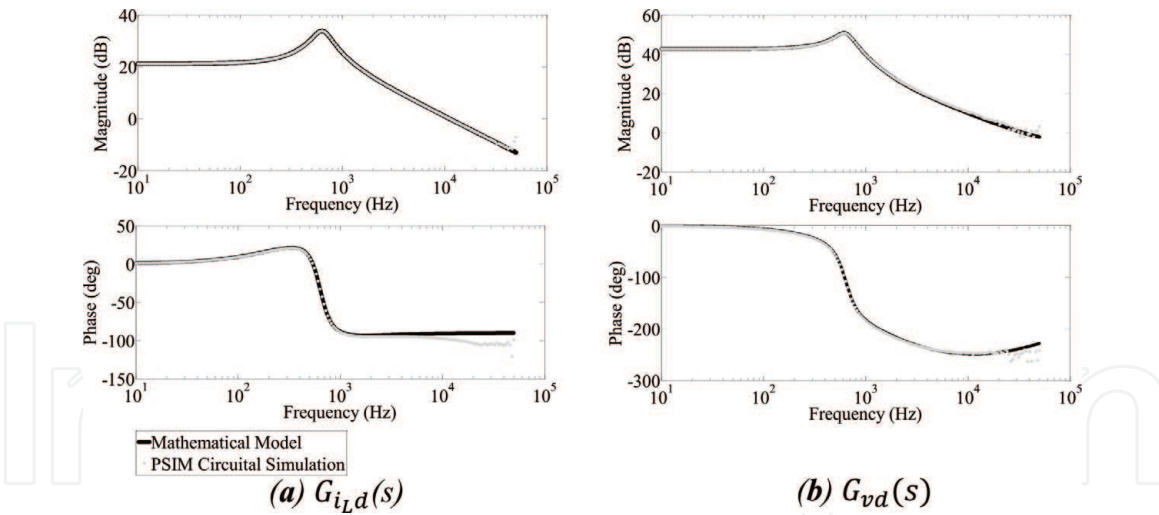 40
20
0
-20
Magnitude (dB)
10^1 10^2 10^3 10^4 10^5
Frequency (Hz)
50
0
-50
-100
-150
Phase (deg)
10^1 10^2 10^3 10^4 10^5
Frequency (Hz)
Mathematical Model
PSIM Circuital Simulation
(a) G_{i_L d}(s)
60
40
20
0
-20
Magnitude (dB)
10^1 10^2 10^3 10^4 10^5
Frequency (Hz)
0
-100
-200
-300
Phase (deg)
10^1 10^2 10^3 10^4 10^5
Frequency (Hz)
(b) G_{vd}(s)